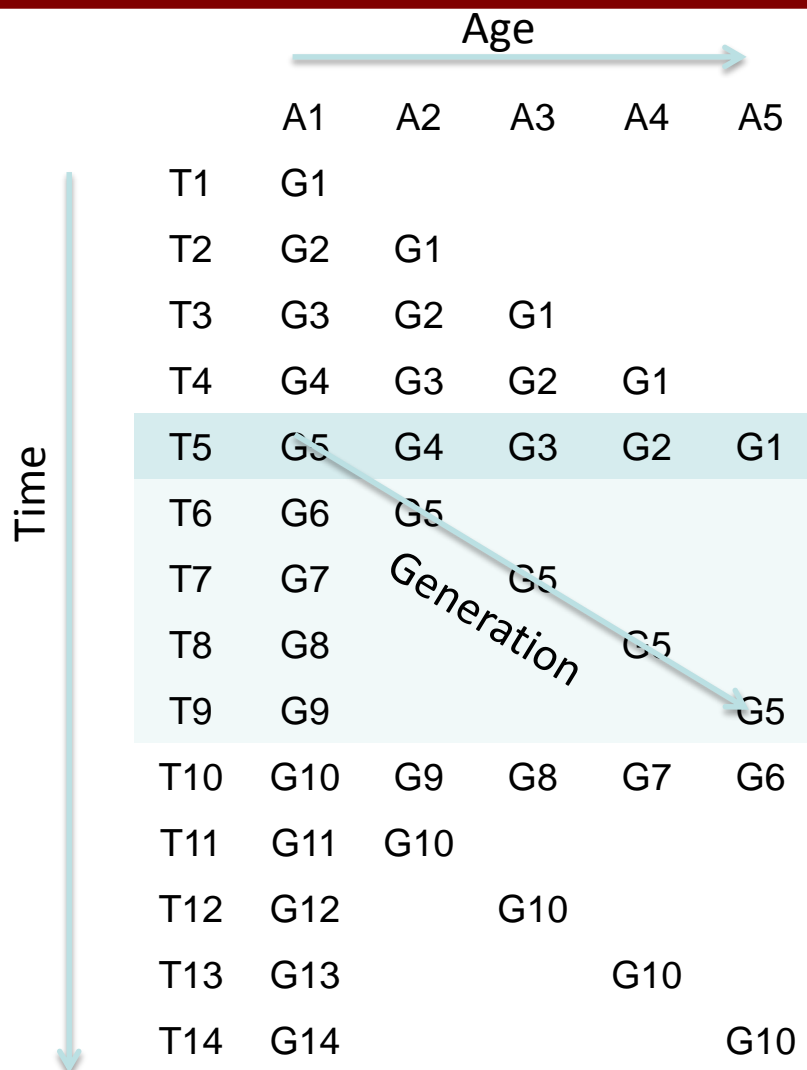 Age
A1 A2 A3 A4 A5
Time
T1 G1
T2 G2 G1
T3 G3 G2 G1
T4 G4 G3 G2 G1
T5 G5 G4 G3 G2 G1
T6 G6 G5
T7 G7 G5
T8 G8 G5
T9 G9 G5
Generation
T10 G10 G9 G8 G7 G6
T11 G11 G10
T12 G12 G10
T13 G13 G10
T14 G14 G10